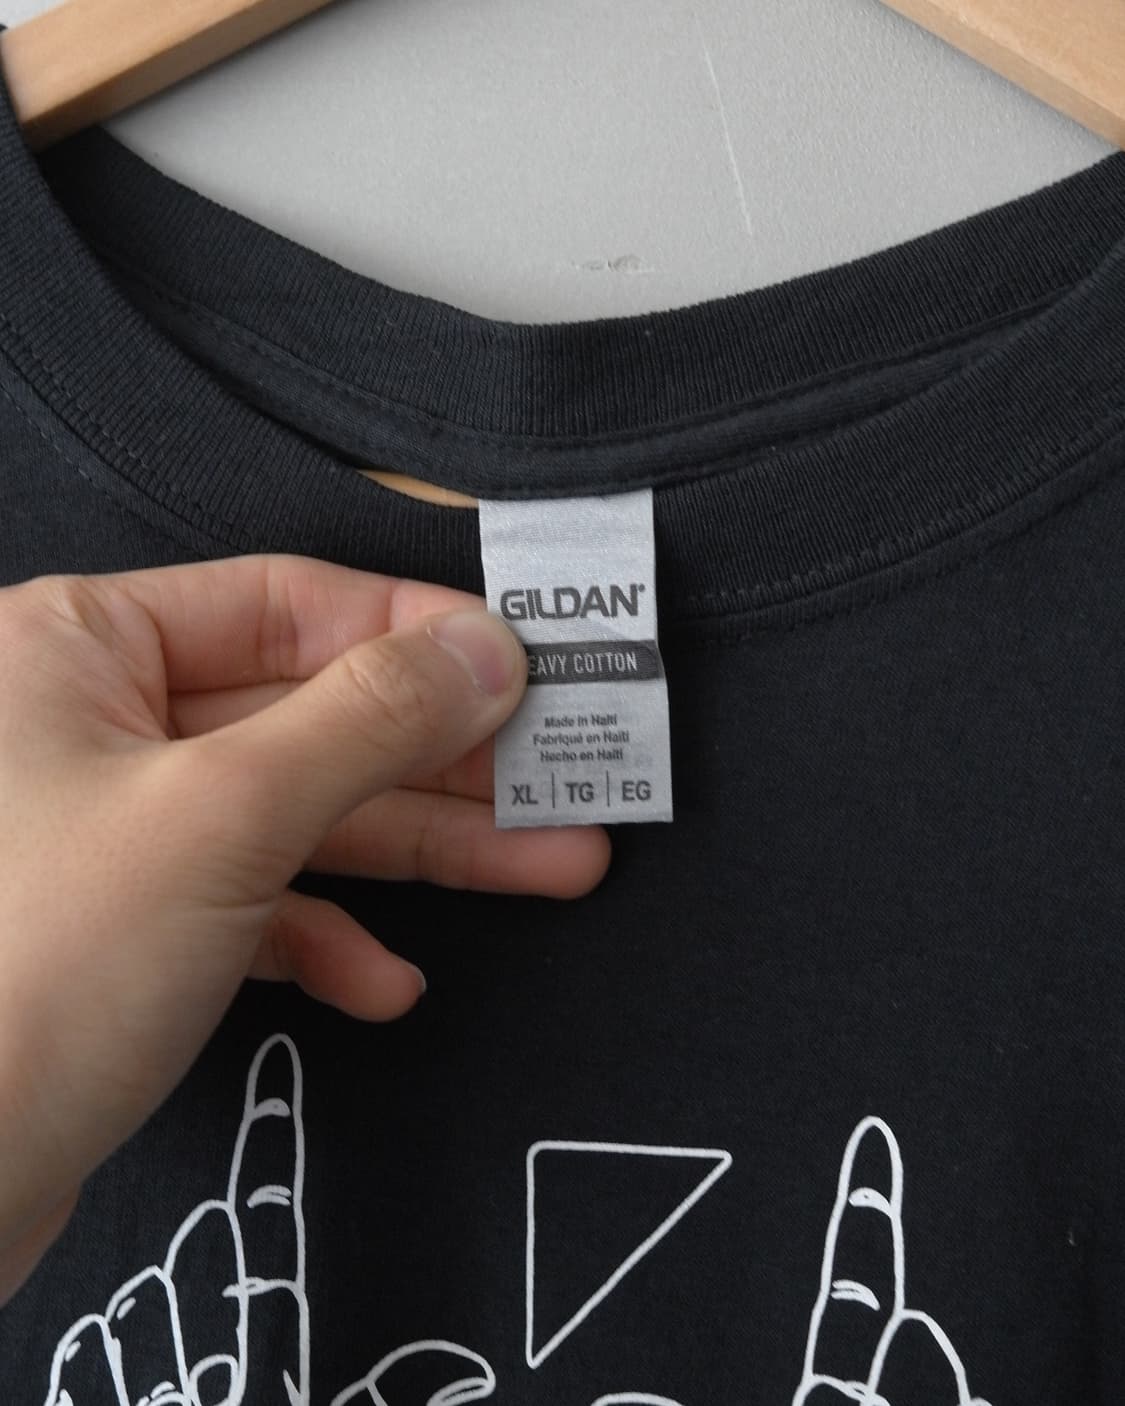 GILDAN®
EAVY COTTON
Made in Haiti
Fabriqué en Haïti
Hecho en Haití
XL | TG | EG